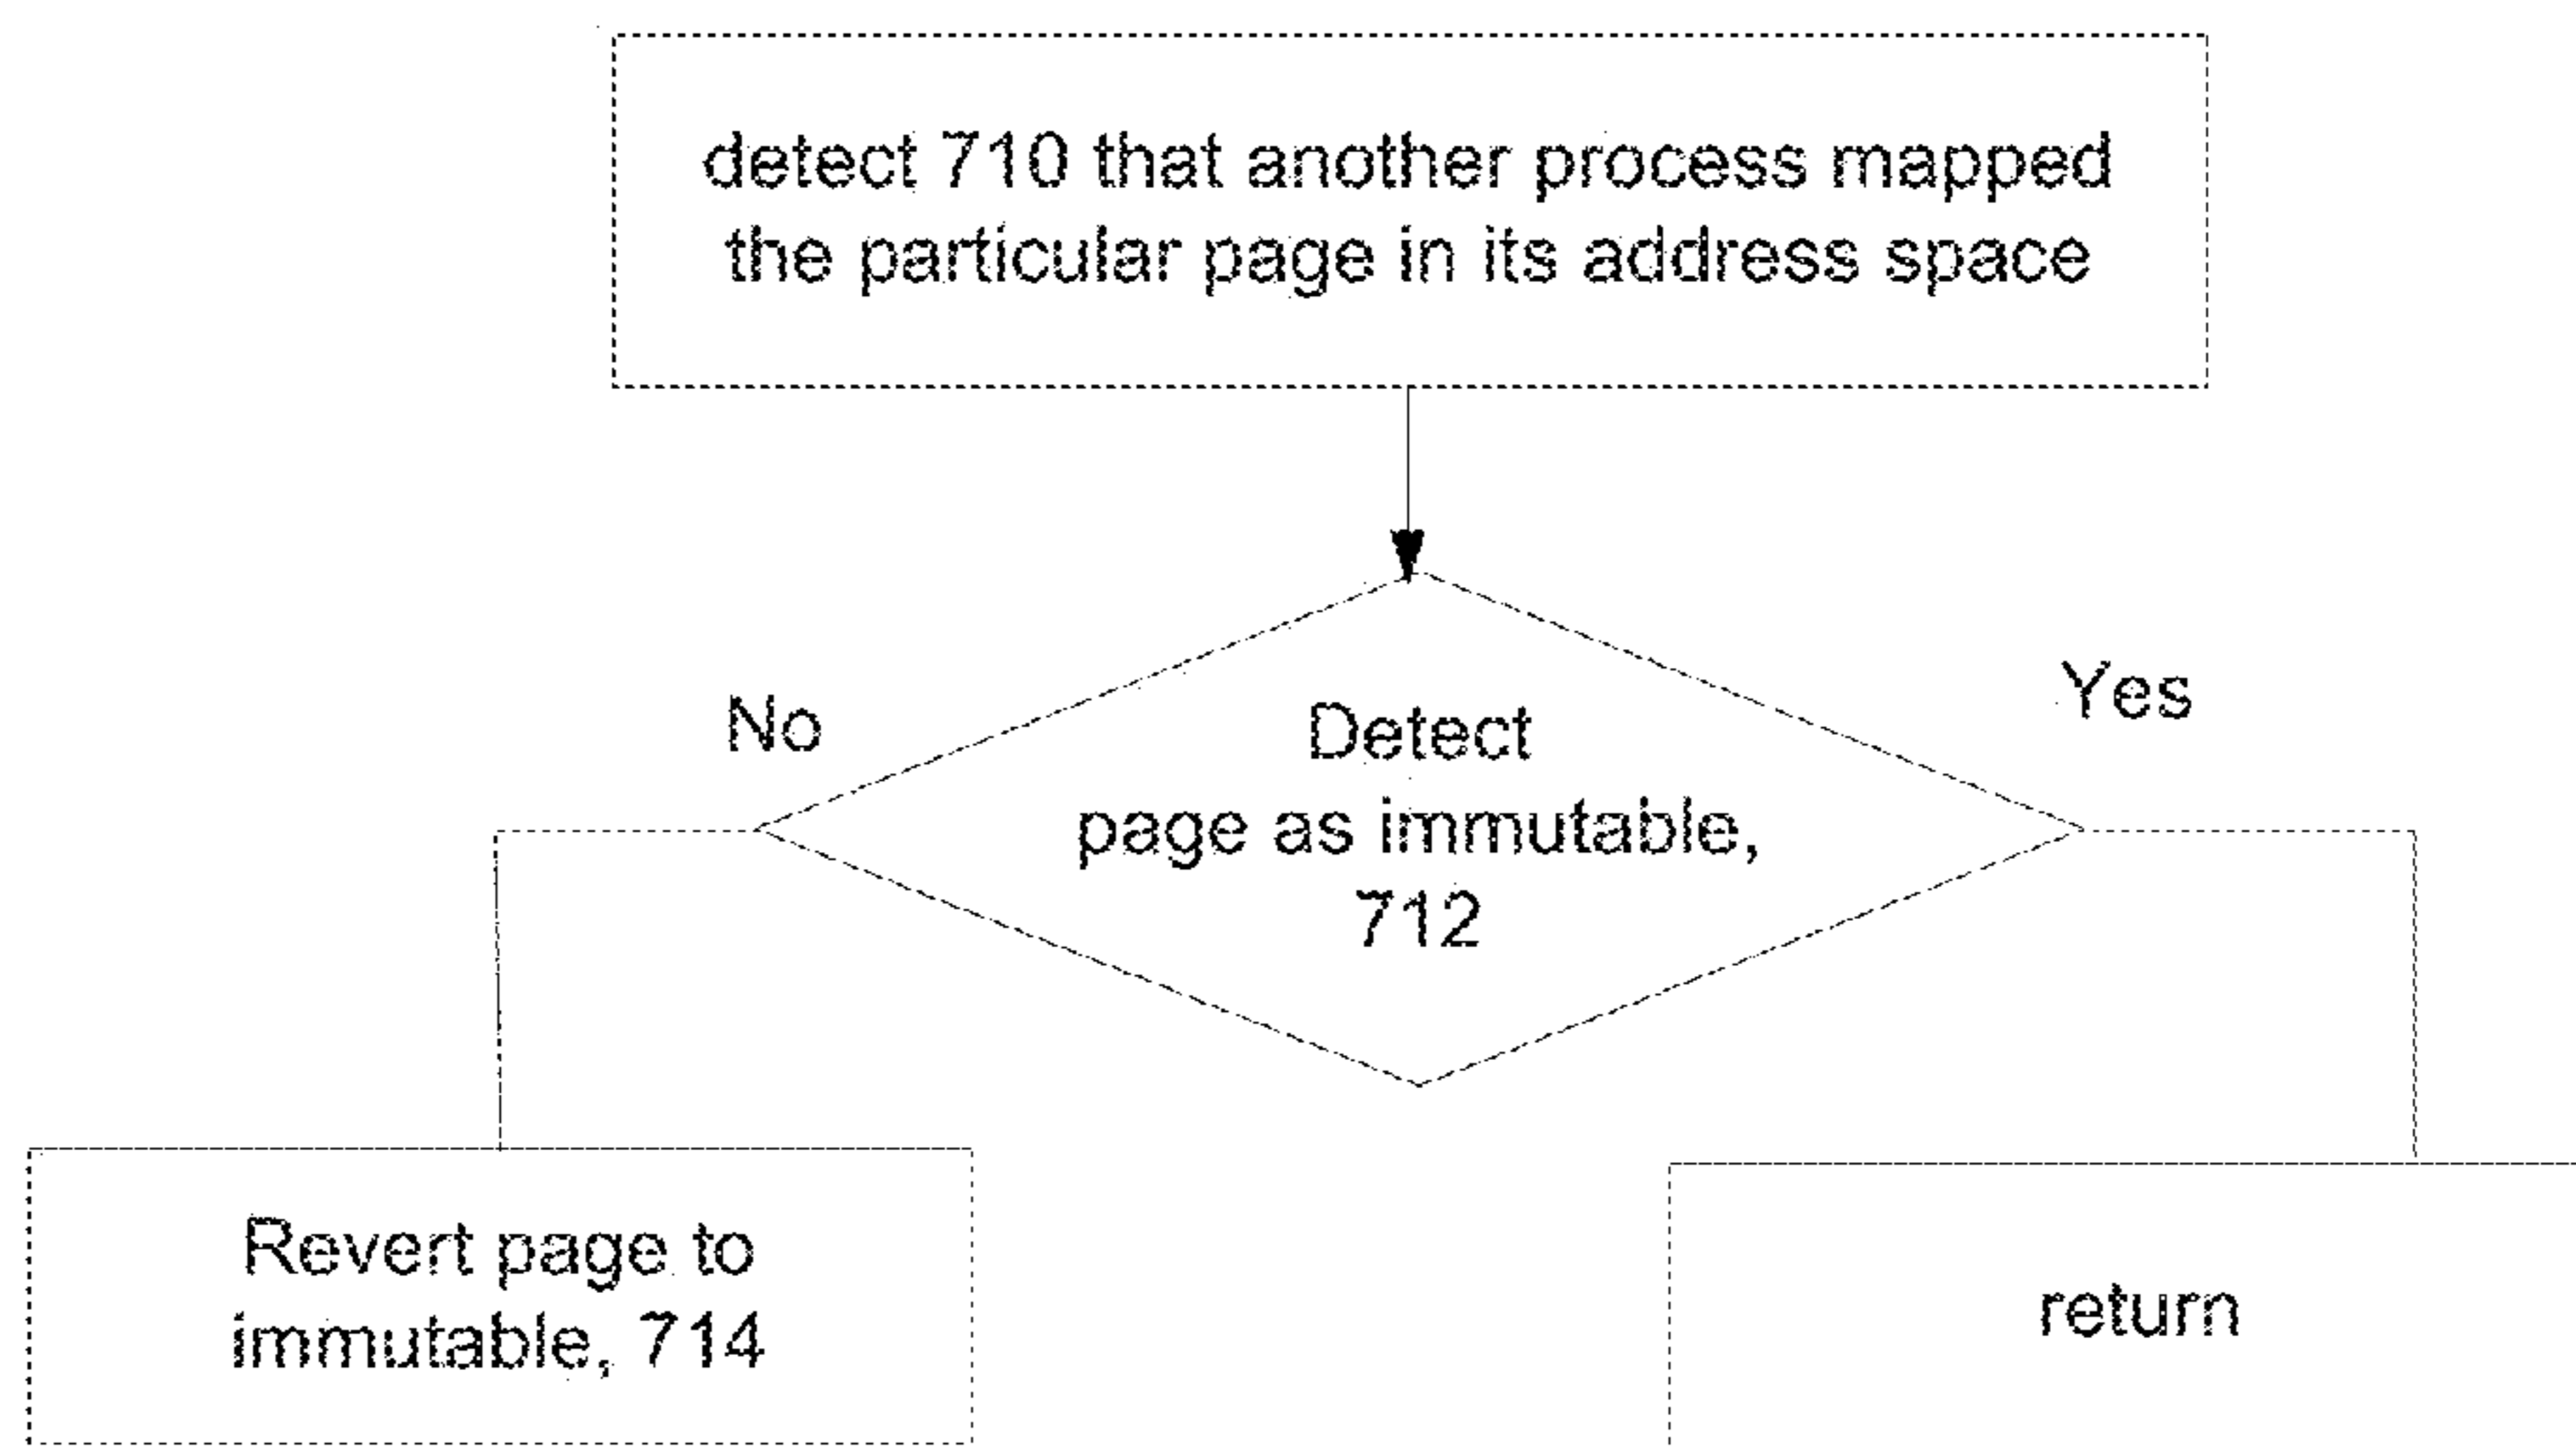 detect 710 that another process mapped
the particular page in its address space
No
Yes
Detect
page as immutable,
712
Revert page to
immutable, 714
return